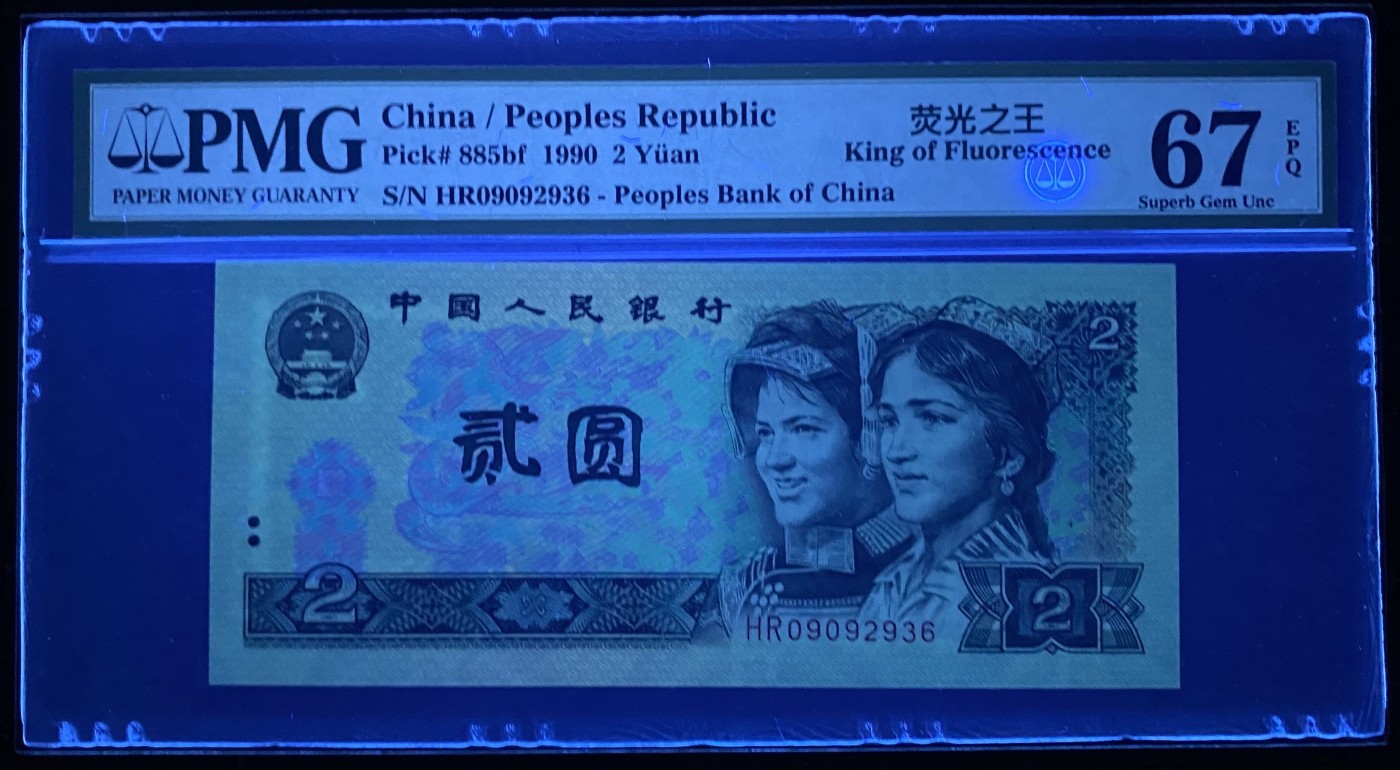 PMG
PAPER MONEY GUARANTY
China / Peoples Republic
Pick# 885bf 1990 2 Yüan
S/N HR09092936 - Peoples Bank of China
荧光之王
King of Fluorescence
67
EPQ
Superb Gem Unc
中国人民银行
2
贰圆
2
HR09092936
2